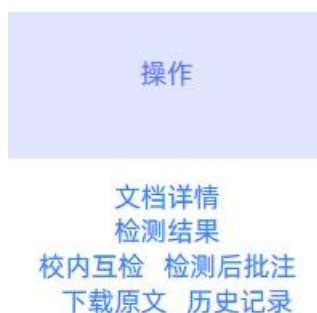 操作
文档详情
检测结果
校内互检 检测后批注
下载原文 历史记录